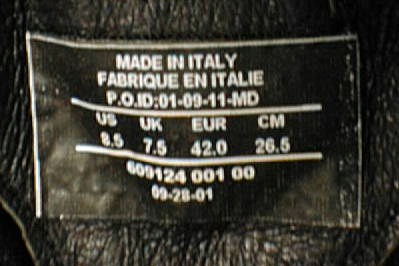 MADE IN ITALY
FABRIQUE EN ITALIE
P.O.ID:01-09-11-MD
US UK EUR CM
8.5 7.5 42.0 26.5
609124 001 00
09-28-01